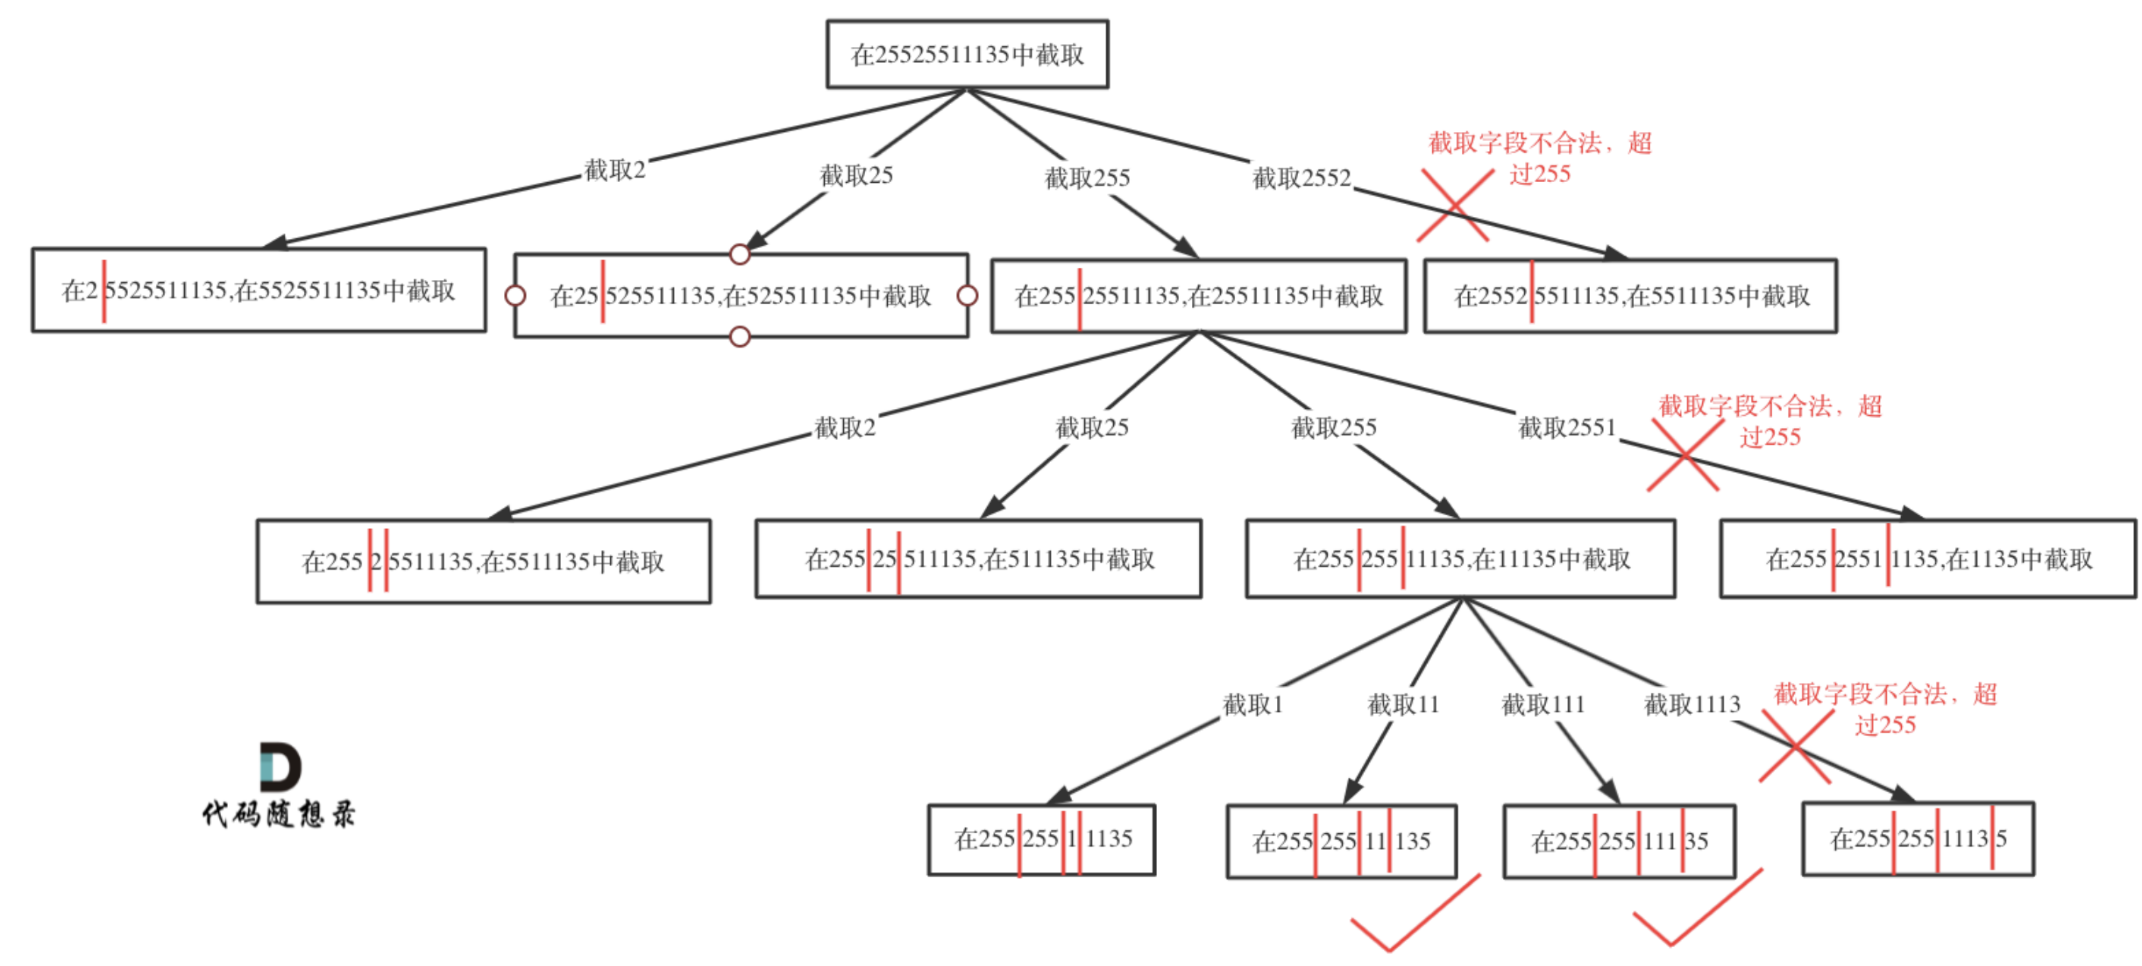 在25525511135中截取
截取字段不合法，超
过255
截取2
截取25
截取255
截取2552
在2 5525511135,在5525511135中截取
在25 525511135,在525511135中截取
在255 25511135,在25511135中截取
在2552 5511135,在5511135中截取
截取字段不合法，超
过255
截取2
截取25
截取255
截取2551
在255 2 5511135,在5511135中截取
在255 25 511135,在511135中截取
在255 255 11135,在11135中截取
在255 2551 1135,在1135中截取
截取字段不合法，超
过255
截取1
截取11
截取111
截取1113
在255 255 1 1135
在255 255 11 135
在255 255 111 35
在255 255 1113 5
代码随想录